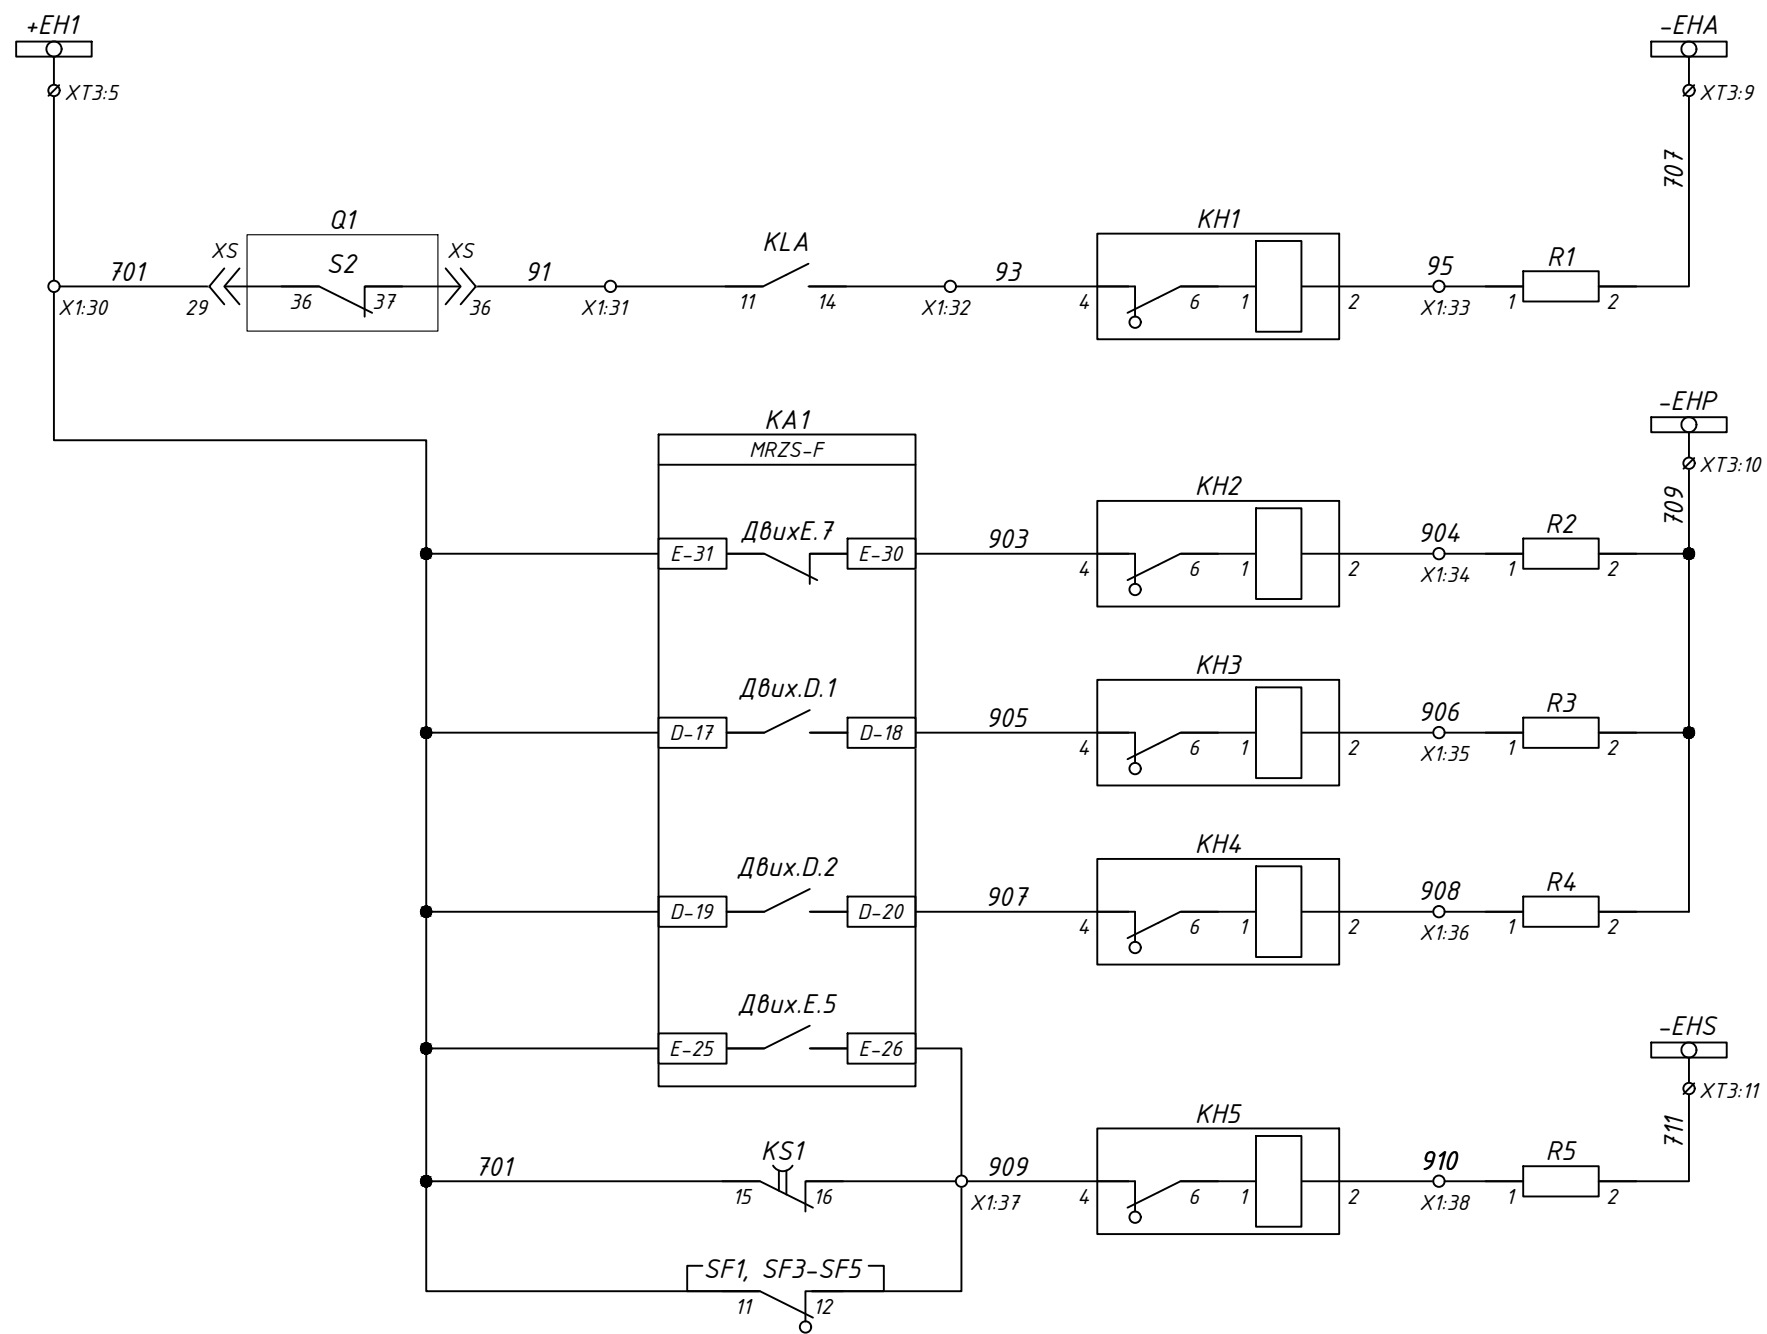 +EH1
-EHA
XT3:5
XT3:9
707
Q1
KH1
XS
XS
KLA
S2
701
91
93
95
R1
36
37
11
14
4
6
1
2
1
2
X1:30
29
36
X1:31
X1:32
X1:33
-EHP
KA1
MRZS-F
XT3:10
KH2
709
ДвихE.7
903
904
R2
E-31
E-30
4
6
1
2
X1:34
1
2
KH3
Двих.D.1
905
906
R3
D-17
D-18
4
6
1
2
X1:35
1
2
KH4
Двих.D.2
907
908
R4
D-19
D-20
4
6
1
2
X1:36
1
2
Двих.E.5
-EHS
E-25
E-26
XT3:11
KH5
711
701
KS1
909
910
R5
15
16
X1:37
4
6
1
2
X1:38
1
2
SF1, SF3-SF5
11
12